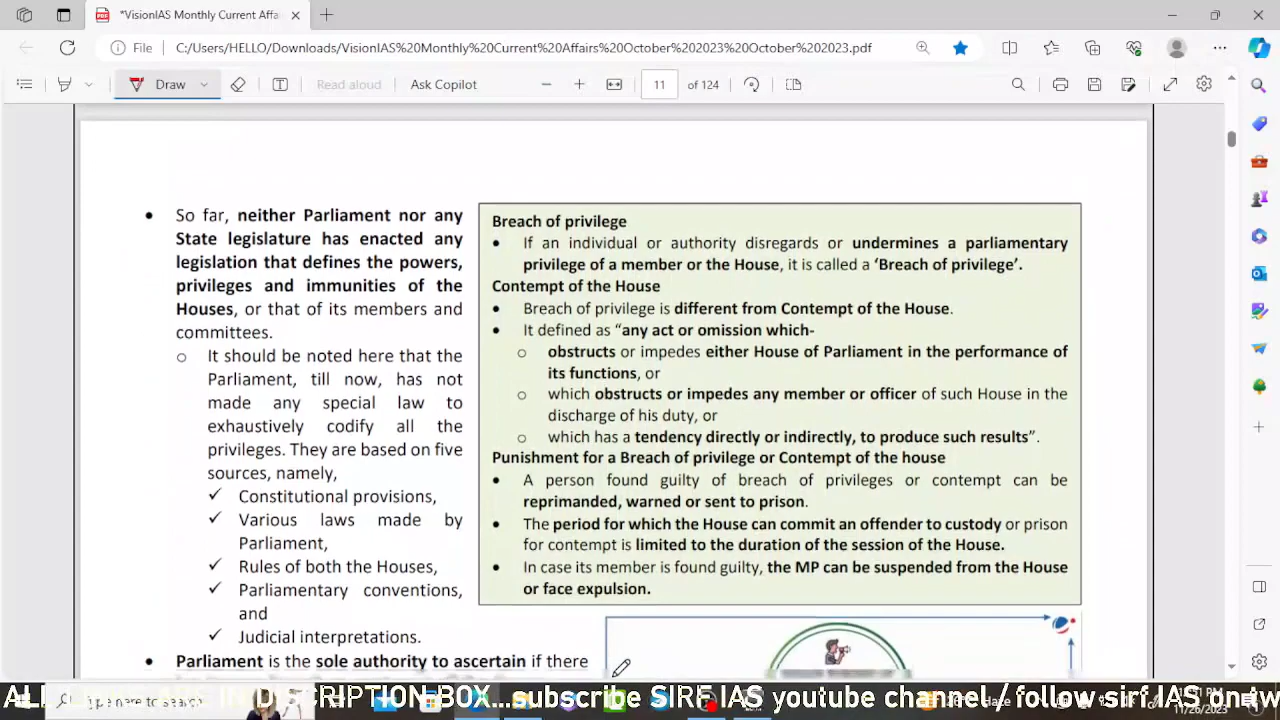 *VisionIAS Monthly Current Affai
File
C:/Users/HELLO/Downloads/VisionIAS%20Monthly%20Current%20Affairs%20October%202023%20October%202023.pdf
Draw
Read aloud
Ask Copilot
11
of 124
• So far, neither Parliament nor any
State legislature has enacted any
legislation that defines the powers,
privileges and immunities of the
Houses, or that of its members and
committees.
o It should be noted here that the
Parliament, till now, has not
made any special law to
exhaustively codify all the
privileges. They are based on five
sources, namely,
✓ Constitutional provisions,
✓ Various laws made by
Parliament,
✓ Rules of both the Houses,
✓ Parliamentary conventions,
and
✓ Judicial interpretations.
• Parliament is the sole authority to ascertain if there
Breach of privilege
• If an individual or authority disregards or undermines a parliamentary
privilege of a member or the House, it is called a ‘Breach of privilege’.
Contempt of the House
• Breach of privilege is different from Contempt of the House.
• It defined as “any act or omission which-
o obstructs or impedes either House of Parliament in the performance of
its functions, or
o which obstructs or impedes any member or officer of such House in the
discharge of his duty, or
o which has a tendency directly or indirectly, to produce such results”.
Punishment for a Breach of privilege or Contempt of the house
• A person found guilty of breach of privileges or contempt can be
reprimanded, warned or sent to prison.
• The period for which the House can commit an offender to custody or prison
for contempt is limited to the duration of the session of the House.
• In case its member is found guilty, the MP can be suspended from the House
or face expulsion.
DISCRIPTION BOX...subscribe SIRF IAS youtube channel / follow sirf IAS
Haze
11/26/2023